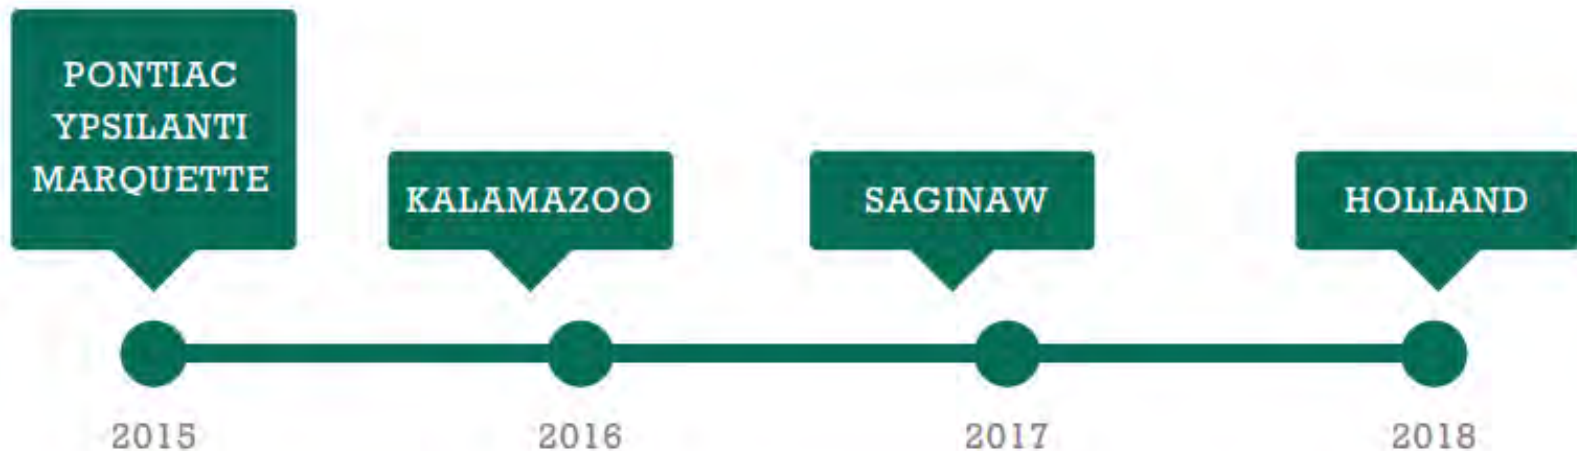 PONTIAC
YPSILANTI
MARQUETTE
KALAMAZOO
SAGINAW
HOLLAND
2015
2016
2017
2018